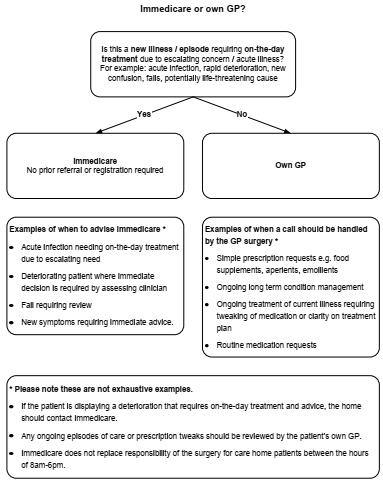 Immedicare or own GP?
Is this a new illness / episode requiring on-the-day
treatment due to escalating concern / acute illness?
For example: acute infection, rapid deterioration, new
confusion, falls, potentially life-threatening cause
Yes
No
Immedicare
No prior referral or registration required
Own GP
Examples of when to advise Immedicare *
• Acute infection needing on-the-day treatment
due to escalating need
• Deteriorating patient where immediate
decision is required by assessing clinician
• Fall requiring review
• New symptoms requiring immediate advice.
Examples of when a call should be handled
by the GP surgery *
• Simple prescription requests e.g. food
supplements, aperients, emollients
• Ongoing long term condition management
• Ongoing treatment of current illness requiring
tweaking of medication or clarity on treatment
plan
• Routine medication requests
* Please note these are not exhaustive examples.
• If the patient is displaying a deterioration that requires on-the-day treatment and advice, the home
should contact Immedicare.
• Any ongoing episodes of care or prescription tweaks should be reviewed by the patient's own GP.
• Immedicare does not replace responsibility of the surgery for care home patients between the hours
of 8am-6pm.